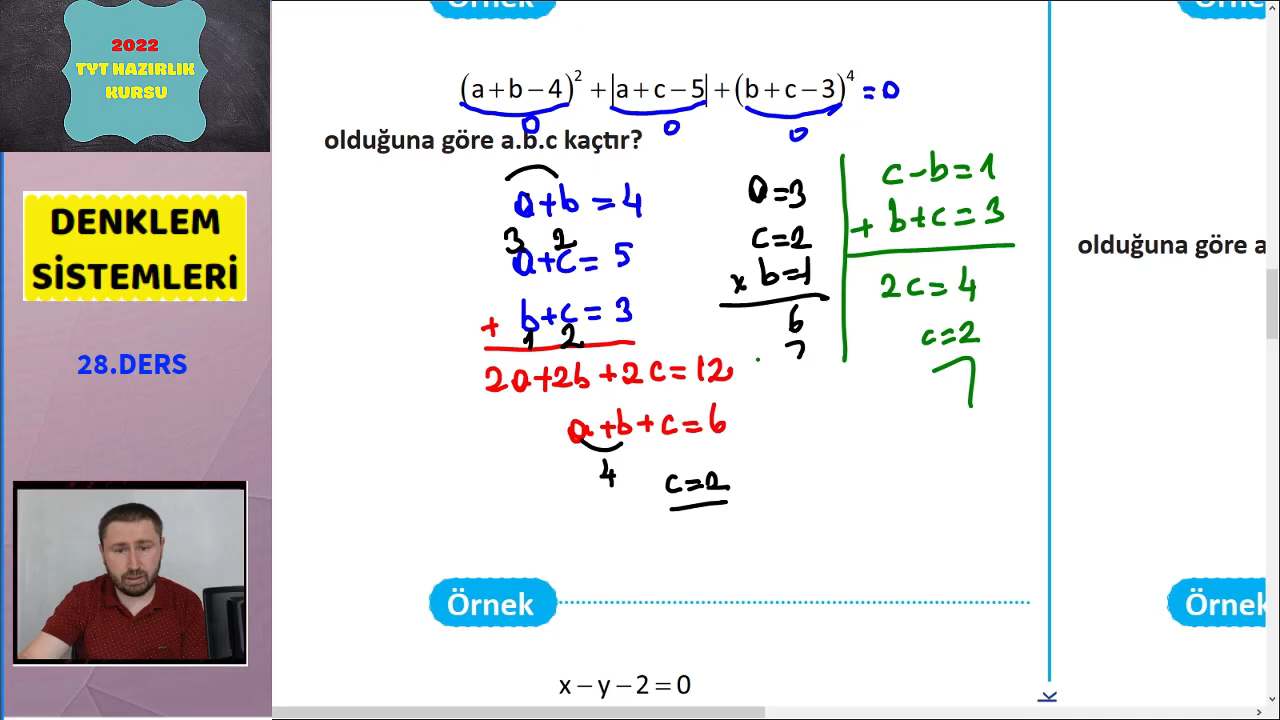 2022
TYT HAZIRLIK
KURSU
DENKLEM
SİSTEMLERİ
28.DERS
Örnek
(a + b − 4)² + |a + c − 5| + (b + c − 3)⁴ = 0
0 0 0
olduğuna göre a.b.c kaçtır?
a+b = 4
3 2
a+c = 5
+ b+c = 3
1 2
2a+2b+2c=12
a+b+c=6
4
c=2
a=3
c=2
x b=1
6
c-b=1
+ b+c=3
2c=4
c=2
Örnek
x − y − 2 = 0
Örnek
olduğuna göre a
Örnek